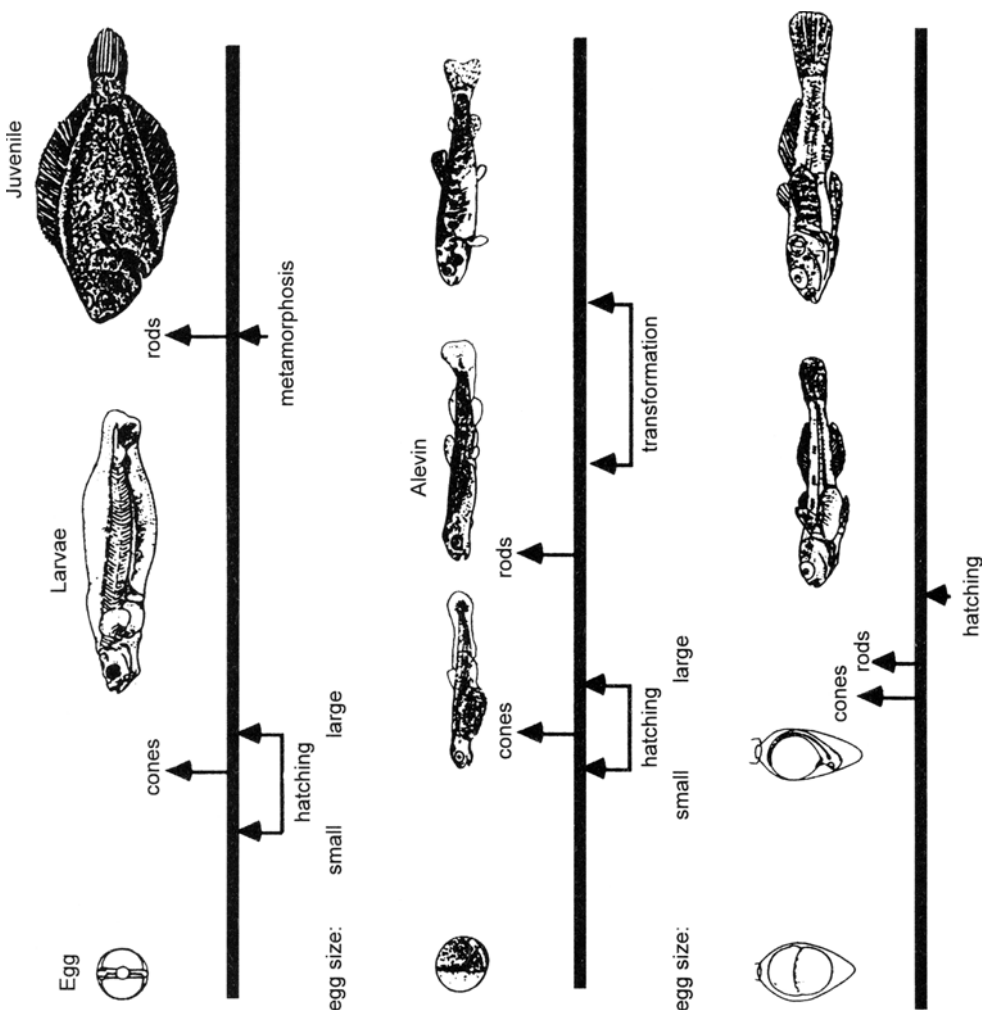 Egg
Larvae
Juvenile
cones
rods
hatching
metamorphosis
egg size:
small
large
Alevin
cones
rods
hatching
transformation
egg size:
small
large
cones
rods
hatching